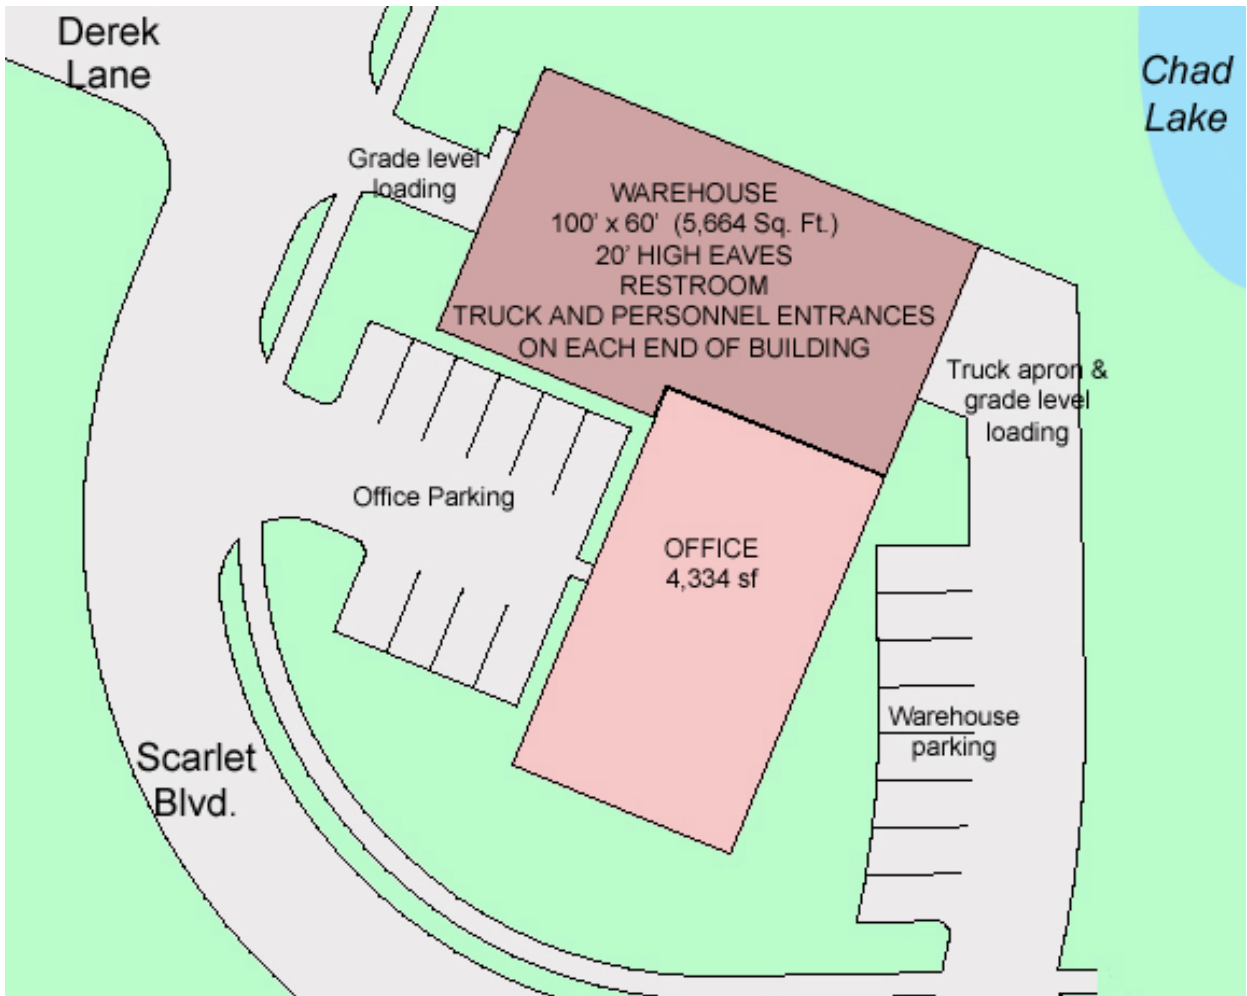 Derek
Lane
Chad
Lake
Grade level
loading
WAREHOUSE
100' x 60' (5,664 Sq. Ft.)
20' HIGH EAVES
RESTROOM
TRUCK AND PERSONNEL ENTRANCES
ON EACH END OF BUILDING
Truck apron &
grade level
loading
Office Parking
OFFICE
4,334 sf
Warehouse
parking
Scarlet
Blvd.